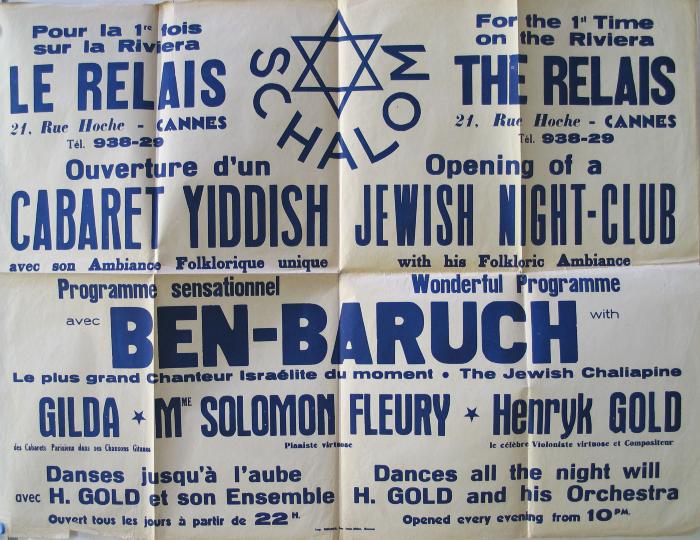 Pour la 1re fois
sur la Riviera
LE RELAIS
21, Rue Hoche - CANNES
Tél. 938-29
SCHALOM
For the 1st Time
on the Riviera
THE RELAIS
21, Rue Hoche - CANNES
Tél. 938-29
Ouverture d'un
CABARET YIDDISH
avec son Ambiance Folklorique unique
Opening of a
JEWISH NIGHT-CLUB
with his Folkloric Ambiance
Programme sensationnel
Wonderful Programme
avec BEN-BARUCH with
Le plus grand Chanteur Israélite du moment • The Jewish Chaliapine
GILDA ★ MME SOLOMON FLEURY ★ Henryk GOLD
des Cabarets Parisiens dans ses Chansons Gitanes
Pianiste virtuose
le célèbre Violoniste virtuose et Compositeur
Danses jusqu'à l'aube
avec H. GOLD et son Ensemble
Ouvert tous les jours à partir de 22 H.
Dances all the night will
H. GOLD and his Orchestra
Opened every evening from 10 PM.